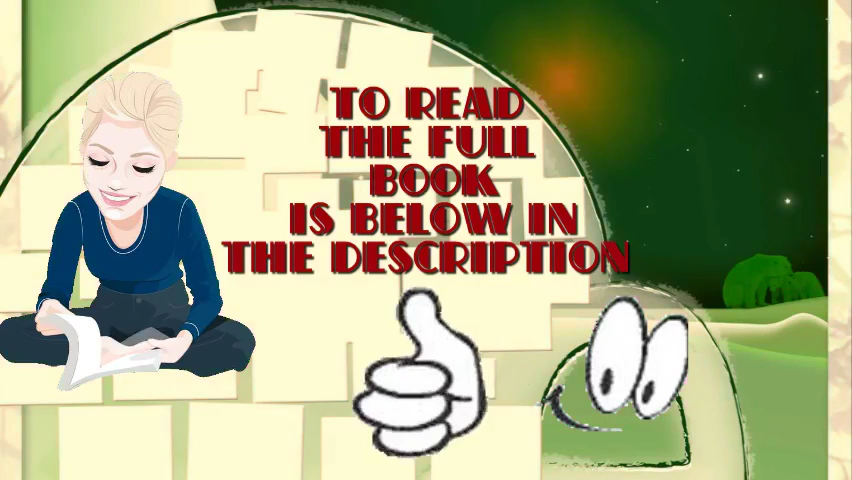 TO READ
THE FULL
BOOK
IS BELOW IN
THE DESCRIPTION